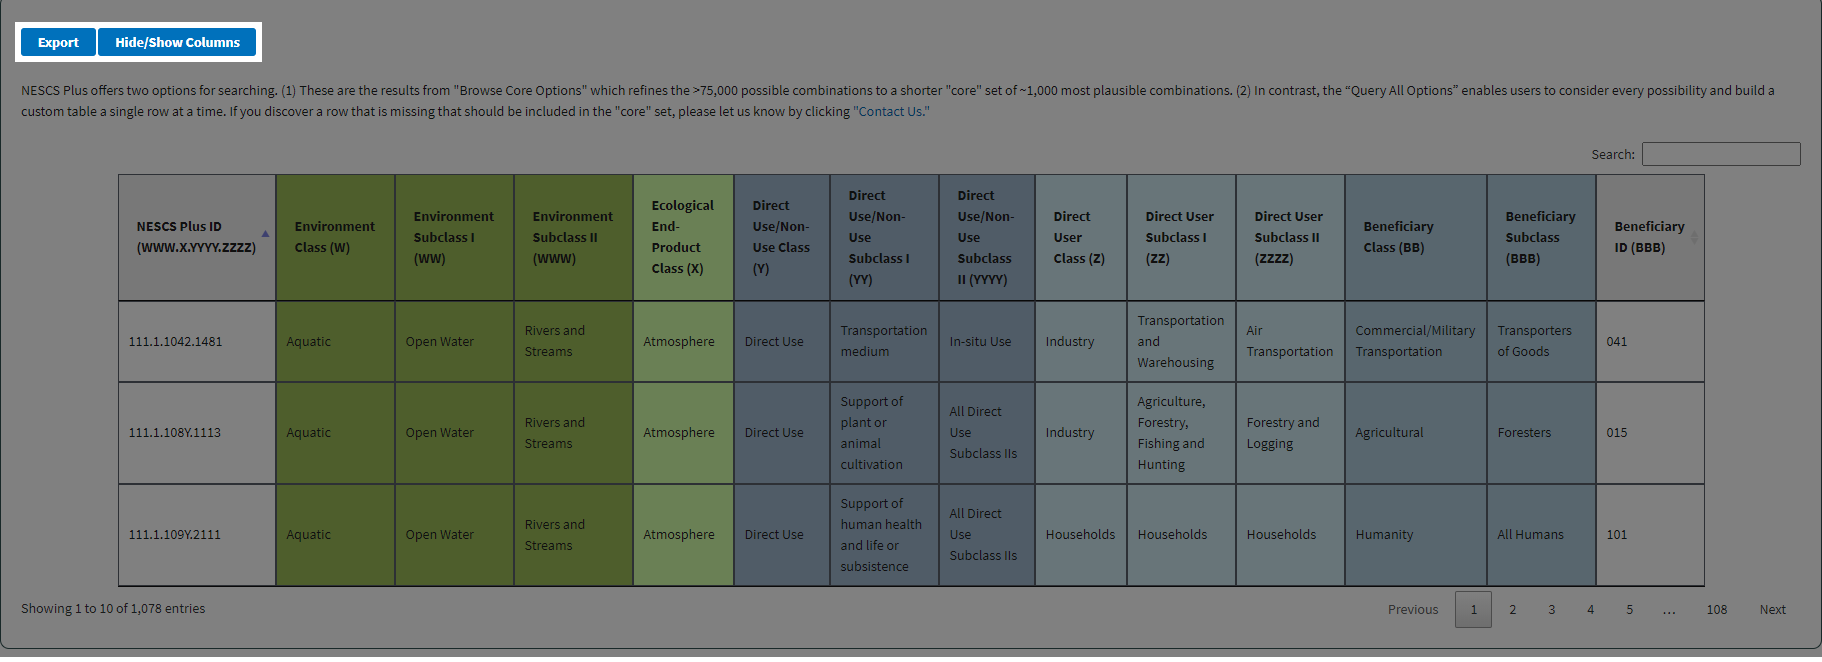 Export Hide/Show Columns
NESCS Plus offers two options for searching. (1) These are the results from "Browse Core Options" which refines the >75,000 possible combinations to a shorter "core" set of ~1,000 most plausible combinations. (2) In contrast, the “Query All Options” enables users to consider every possibility and build a
custom table a single row at a time. If you discover a row that is missing that should be included in the "core" set, please let us know by clicking "Contact Us."
Search:
NESCS Plus ID
(WWW.X.YYYY.ZZZZ)
Environment
Class (W)
Environment
Subclass I
(WW)
Environment
Subclass II
(WWW)
Ecological
End-
Product
Class (X)
Direct
Use/Non-
Use Class
(Y)
Direct
Use/Non-
Use
Subclass I
(YY)
Direct
Use/Non-
Use
Subclass
II (YYYY)
Direct
User
Class (Z)
Direct User
Subclass I
(ZZ)
Direct User
Subclass II
(ZZZZ)
Beneficiary
Class (BB)
Beneficiary
Subclass
(BBB)
Beneficiary
ID (BBB)
111.1.1042.1481
Aquatic
Open Water
Rivers and
Streams
Atmosphere
Direct Use
Transportation
medium
In-situ Use
Industry
Transportation
and
Warehousing
Air
Transportation
Commercial/Military
Transportation
Transporters
of Goods
041
111.1.108Y.1113
Aquatic
Open Water
Rivers and
Streams
Atmosphere
Direct Use
Support of
plant or
animal
cultivation
All Direct
Use
Subclass IIs
Industry
Agriculture,
Forestry,
Fishing and
Hunting
Forestry and
Logging
Agricultural
Foresters
015
111.1.109Y.2111
Aquatic
Open Water
Rivers and
Streams
Atmosphere
Direct Use
Support of
human health
and life or
subsistence
All Direct
Use
Subclass IIs
Households
Households
Households
Humanity
All Humans
101
Showing 1 to 10 of 1,078 entries
Previous 1 2 3 4 5 … 108 Next